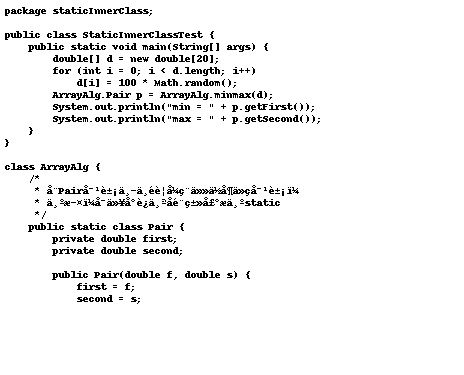 package staticInnerClass;
public class StaticInnerClassTest {
public static void main(String[] args) {
double[] d = new double[20];
for (int i = 0; i < d.length; i++)
d[i] = 100 * Math.random();
ArrayAlg.Pair p = ArrayAlg.minmax(d);
System.out.println("min = " + p.getFirst());
System.out.println("max = " + p.getSecond());
}
}
class ArrayAlg {
/*
*
* static
*/
public static class Pair {
private double first;
private double second;
public Pair(double f, double s) {
first = f;
second = s;